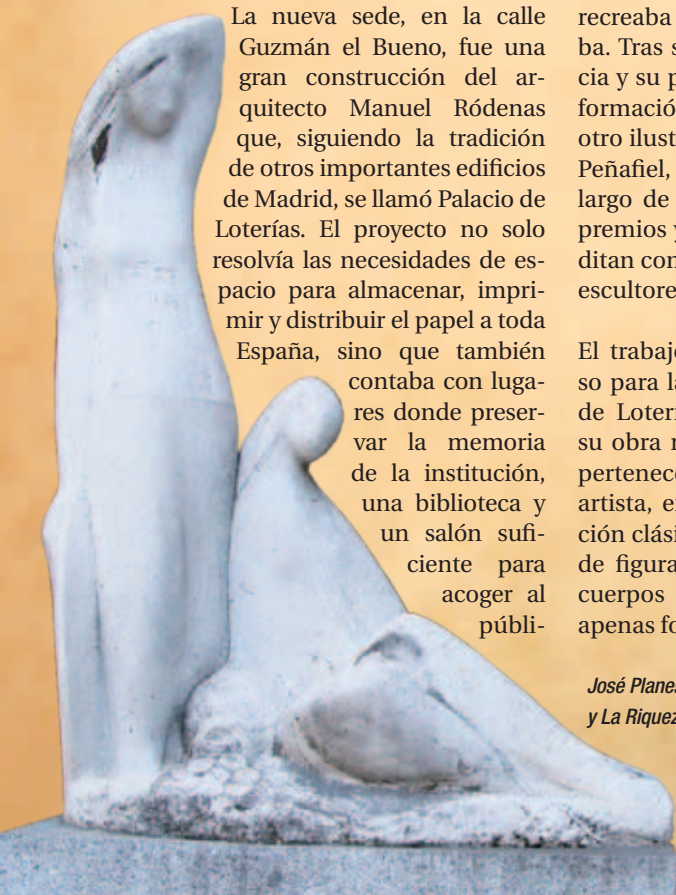 La nueva sede, en la calle
Guzmán el Bueno, fue una
gran construcción del ar-
quitecto Manuel Ródenas
que, siguiendo la tradición
de otros importantes edificios
de Madrid, se llamó Palacio de
Loterías. El proyecto no solo
resolvía las necesidades de es-
pacio para almacenar, impri-
mir y distribuir el papel a toda
España, sino que también
contaba con luga-
res donde preser-
var la memoria
de la institución,
una biblioteca y
un salón sufi-
ciente para
acoger al
públi-
recreaba
ba. Tras s
cia y su p
formació
otro ilust
Peñafiel,
largo de
premios y
ditan con
escultore
El trabajo
so para la
de Loterí
su obra m
pertenece
artista, e
ción clási
de figura
cuerpos
apenas fo
José Planes
y La Riquez